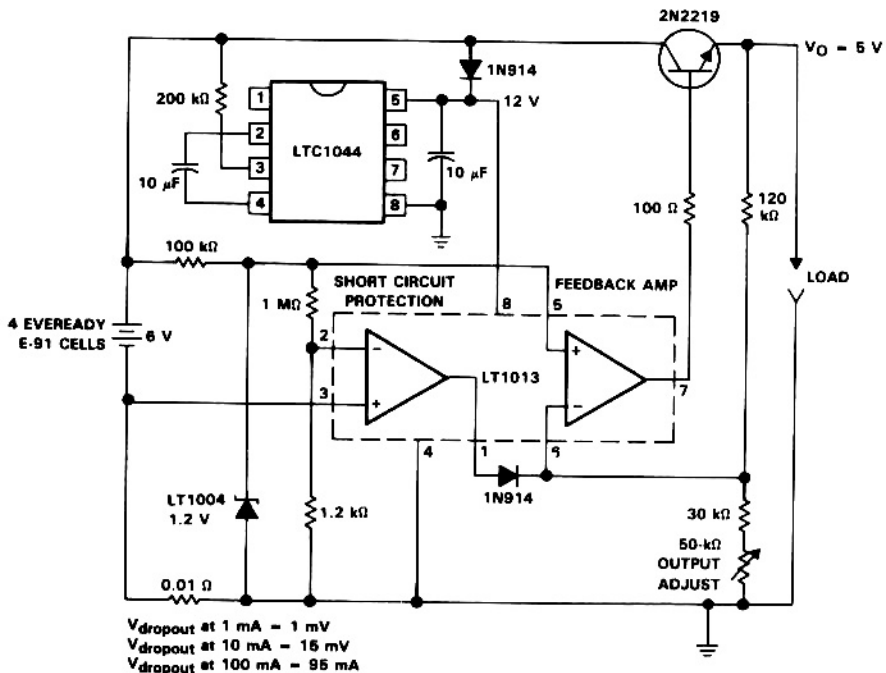 2N2219
V_O = 5 V
1N914
12 V
200 kΩ
1
2
3
4
5
6
7
8
LTC1044
10 µF
10 µF
100 Ω
120
kΩ
100 kΩ
1 MΩ
SHORT CIRCUIT
PROTECTION
FEEDBACK AMP
LOAD
8
5
4 EVEREADY
E-91 CELLS
6 V
2
−
+
3
LT1013
+
−
7
4
1
6
1N914
LT1004
1.2 V
1.2 kΩ
30 kΩ
50-kΩ
OUTPUT
ADJUST
0.01 Ω
Vdropout at 1 mA = 1 mV
Vdropout at 10 mA = 15 mV
Vdropout at 100 mA = 95 mA